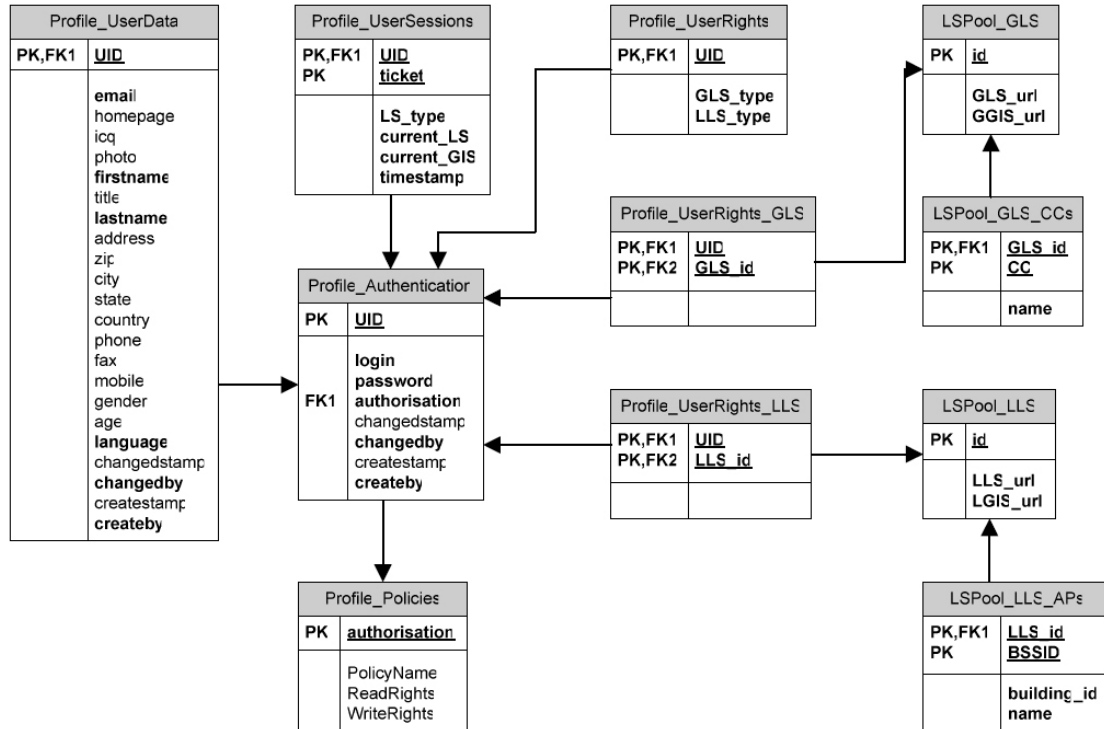 Profile_UserData
PK,FK1 UID
email
homepage
icq
photo
firstname
title
lastname
address
zip
city
state
country
phone
fax
mobile
gender
age
language
changedstamp
changedby
createstamp
createby
Profile_UserSessions
PK,FK1 UID
PK ticket
LS_type
current_LS
current_GIS
timestamp
Profile_Authentication
PK UID
login
password
FK1 authorisation
changedstamp
changedby
createstamp
createby
Profile_Policies
PK authorisation
PolicyName
ReadRights
WriteRights
Profile_UserRights
PK,FK1 UID
GLS_type
LLS_type
Profile_UserRights_GLS
PK,FK1 UID
PK,FK2 GLS_id
Profile_UserRights_LLS
PK,FK1 UID
PK,FK2 LLS_id
LSPool_GLS
PK id
GLS_url
GGIS_url
LSPool_GLS_CCs
PK,FK1 GLS_id
PK CC
name
LSPool_LLS
PK id
LLS_url
LGIS_url
LSPool_LLS_APs
PK,FK1 LLS_id
PK BSSID
building_id
name